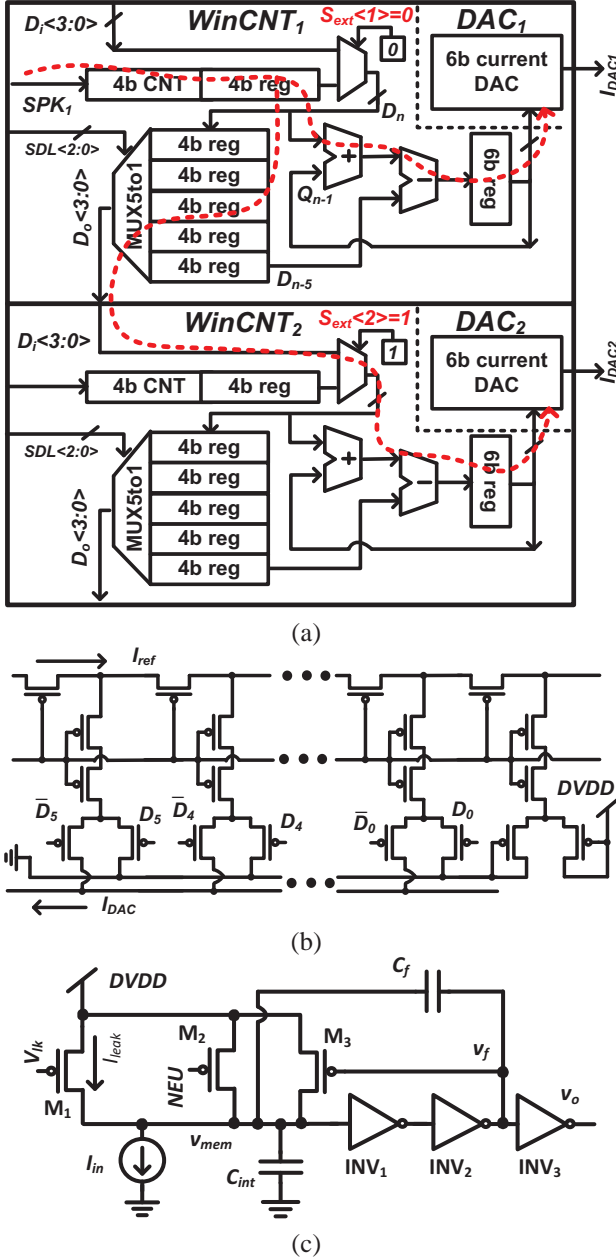 D_i<3:0>
WinCNT_1
S_ext<1>=0
0
DAC_1
6b current DAC
I_DAC1
SPK_1
4b CNT
4b reg
D_n
SDL<2:0>
MUX5to1
4b reg
4b reg
4b reg
4b reg
4b reg
+
−
6b reg
Q_n-1
D_o<3:0>
D_n-5
D_i<3:0>
WinCNT_2
S_ext<2>=1
1
DAC_2
6b current DAC
I_DAC2
4b CNT
4b reg
SDL<2:0>
MUX5to1
4b reg
4b reg
4b reg
4b reg
4b reg
+
−
6b reg
D_o<3:0>
(a)
I_ref
D̅_5
D_5
D̅_4
D_4
D̅_0
D_0
DVDD
I_DAC
(b)
DVDD
C_f
V_lk
I_leak
M_1
M_2
NEU
M_3
v_f
v_o
v_mem
I_in
C_int
INV_1
INV_2
INV_3
(c)